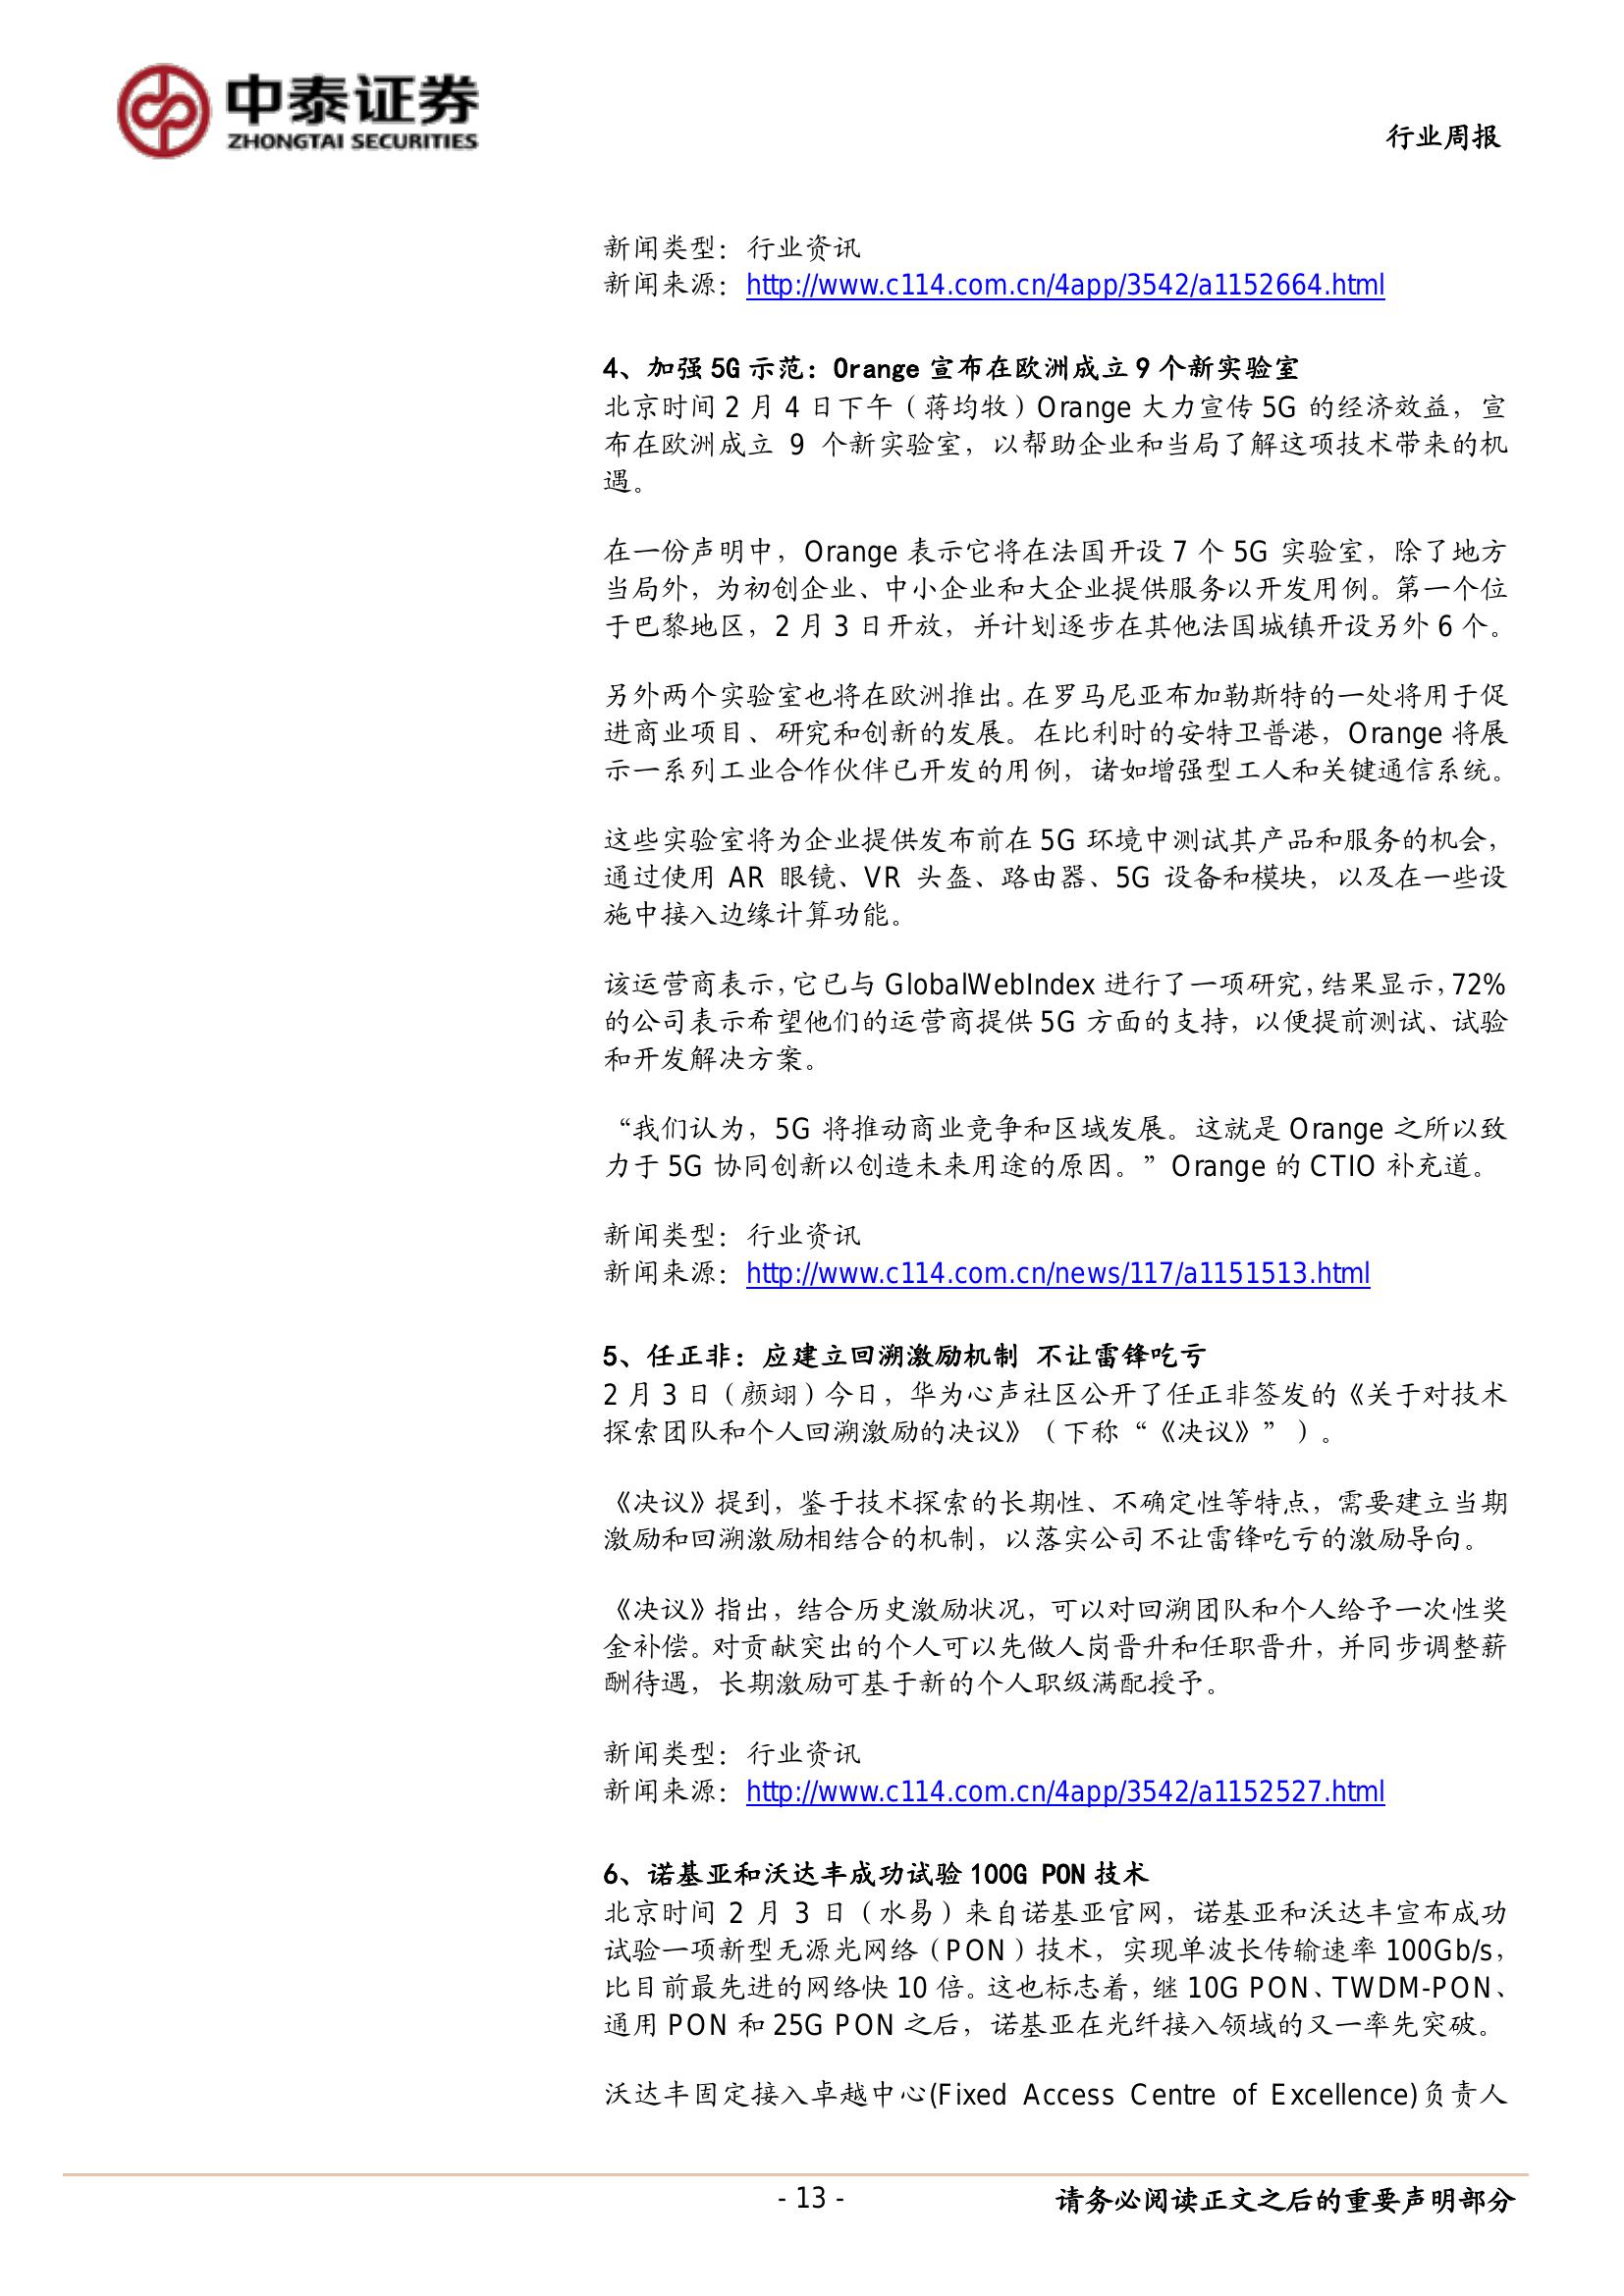 中泰证券
ZHONGTAI SECURITIES
行业周报
新闻类型：行业资讯
新闻来源：http://www.c114.com.cn/4app/3542/a1152664.html
4、加强 5G 示范：Orange 宣布在欧洲成立 9 个新实验室
北京时间 2 月 4 日下午（蒋均牧）Orange 大力宣传 5G 的经济效益，宣
布在欧洲成立 9 个新实验室，以帮助企业和当局了解这项技术带来的机
遇。
在一份声明中，Orange 表示它将在法国开设 7 个 5G 实验室，除了地方
当局外，为初创企业、中小企业和大企业提供服务以开发用例。第一个位
于巴黎地区，2 月 3 日开放，并计划逐步在其他法国城镇开设另外 6 个。
另外两个实验室也将在欧洲推出。在罗马尼亚布加勒斯特的一处将用于促
进商业项目、研究和创新的发展。在比利时的安特卫普港，Orange 将展
示一系列工业合作伙伴已开发的用例，诸如增强型工人和关键通信系统。
这些实验室将为企业提供发布前在 5G 环境中测试其产品和服务的机会，
通过使用 AR 眼镜、VR 头盔、路由器、5G 设备和模块，以及在一些设
施中接入边缘计算功能。
该运营商表示，它已与 GlobalWebIndex 进行了一项研究，结果显示，72%
的公司表示希望他们的运营商提供 5G 方面的支持，以便提前测试、试验
和开发解决方案。
“我们认为，5G 将推动商业竞争和区域发展。这就是 Orange 之所以致
力于 5G 协同创新以创造未来用途的原因。”Orange 的 CTIO 补充道。
新闻类型：行业资讯
新闻来源：http://www.c114.com.cn/news/117/a1151513.html
5、任正非：应建立回溯激励机制 不让雷锋吃亏
2 月 3 日（颜翊）今日，华为心声社区公开了任正非签发的《关于对技术
探索团队和个人回溯激励的决议》（下称“《决议》”）。
《决议》提到，鉴于技术探索的长期性、不确定性等特点，需要建立当期
激励和回溯激励相结合的机制，以落实公司不让雷锋吃亏的激励导向。
《决议》指出，结合历史激励状况，可以对回溯团队和个人给予一次性奖
金补偿。对贡献突出的个人可以先做人岗晋升和任职晋升，并同步调整薪
酬待遇，长期激励可基于新的个人职级满配授予。
新闻类型：行业资讯
新闻来源：http://www.c114.com.cn/4app/3542/a1152527.html
6、诺基亚和沃达丰成功试验 100G PON 技术
北京时间 2 月 3 日（水易）来自诺基亚官网，诺基亚和沃达丰宣布成功
试验一项新型无源光网络（PON）技术，实现单波长传输速率 100Gb/s，
比目前最先进的网络快 10 倍。这也标志着，继 10G PON、TWDM-PON、
通用 PON 和 25G PON 之后，诺基亚在光纤接入领域的又一率先突破。
沃达丰固定接入卓越中心(Fixed Access Centre of Excellence)负责人
- 13 -
请务必阅读正文之后的重要声明部分